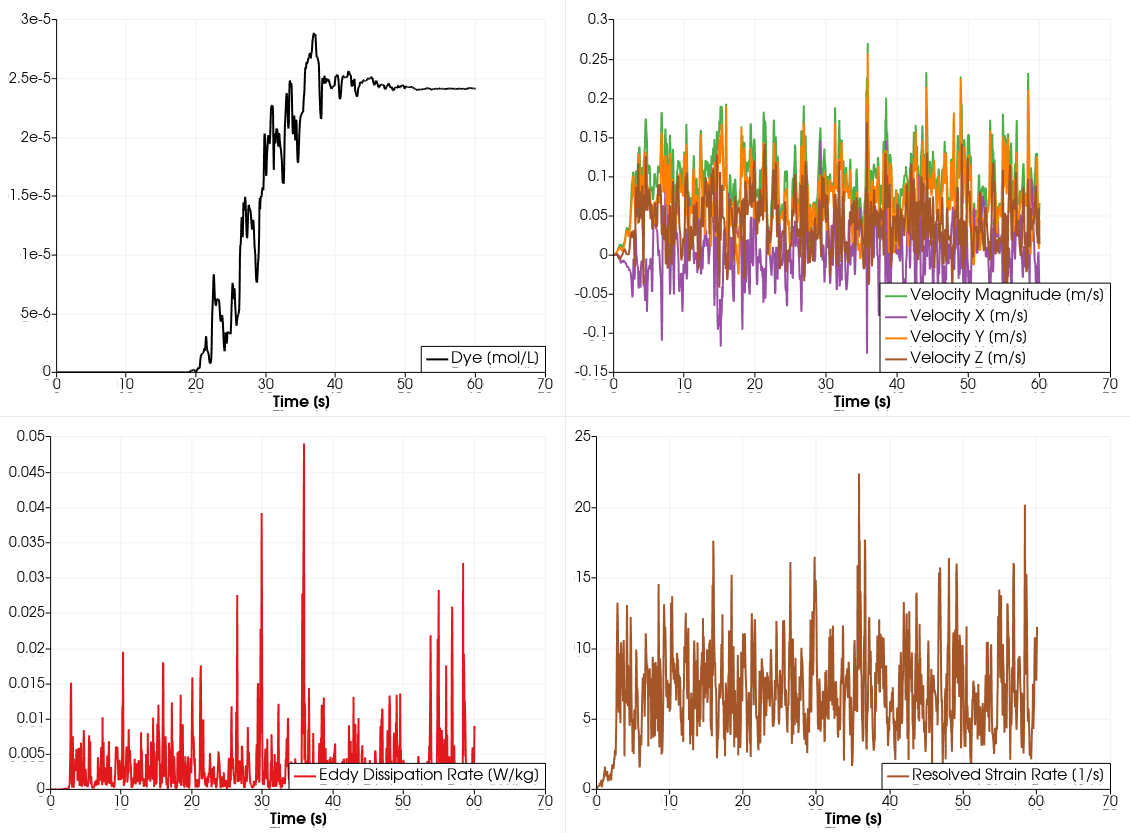 3e-5
2.5e-5
2e-5
1.5e-5
1e-5
5e-6
0
Dye [mol/L]
0 10 20 30 40 50 60 70
Time [s]
0.3
0.25
0.2
0.15
0.1
0.05
0
-0.05
-0.1
-0.15
Velocity Magnitude [m/s]
Velocity X [m/s]
Velocity Y [m/s]
Velocity Z [m/s]
0 10 20 30 40 50 60 70
Time [s]
0.05
0.045
0.04
0.035
0.03
0.025
0.02
0.015
0.01
0.005
0
Eddy Dissipation Rate [W/kg]
0 10 20 30 40 50 60 70
Time [s]
25
20
15
10
5
0
Resolved Strain Rate [1/s]
0 10 20 30 40 50 60 70
Time [s]